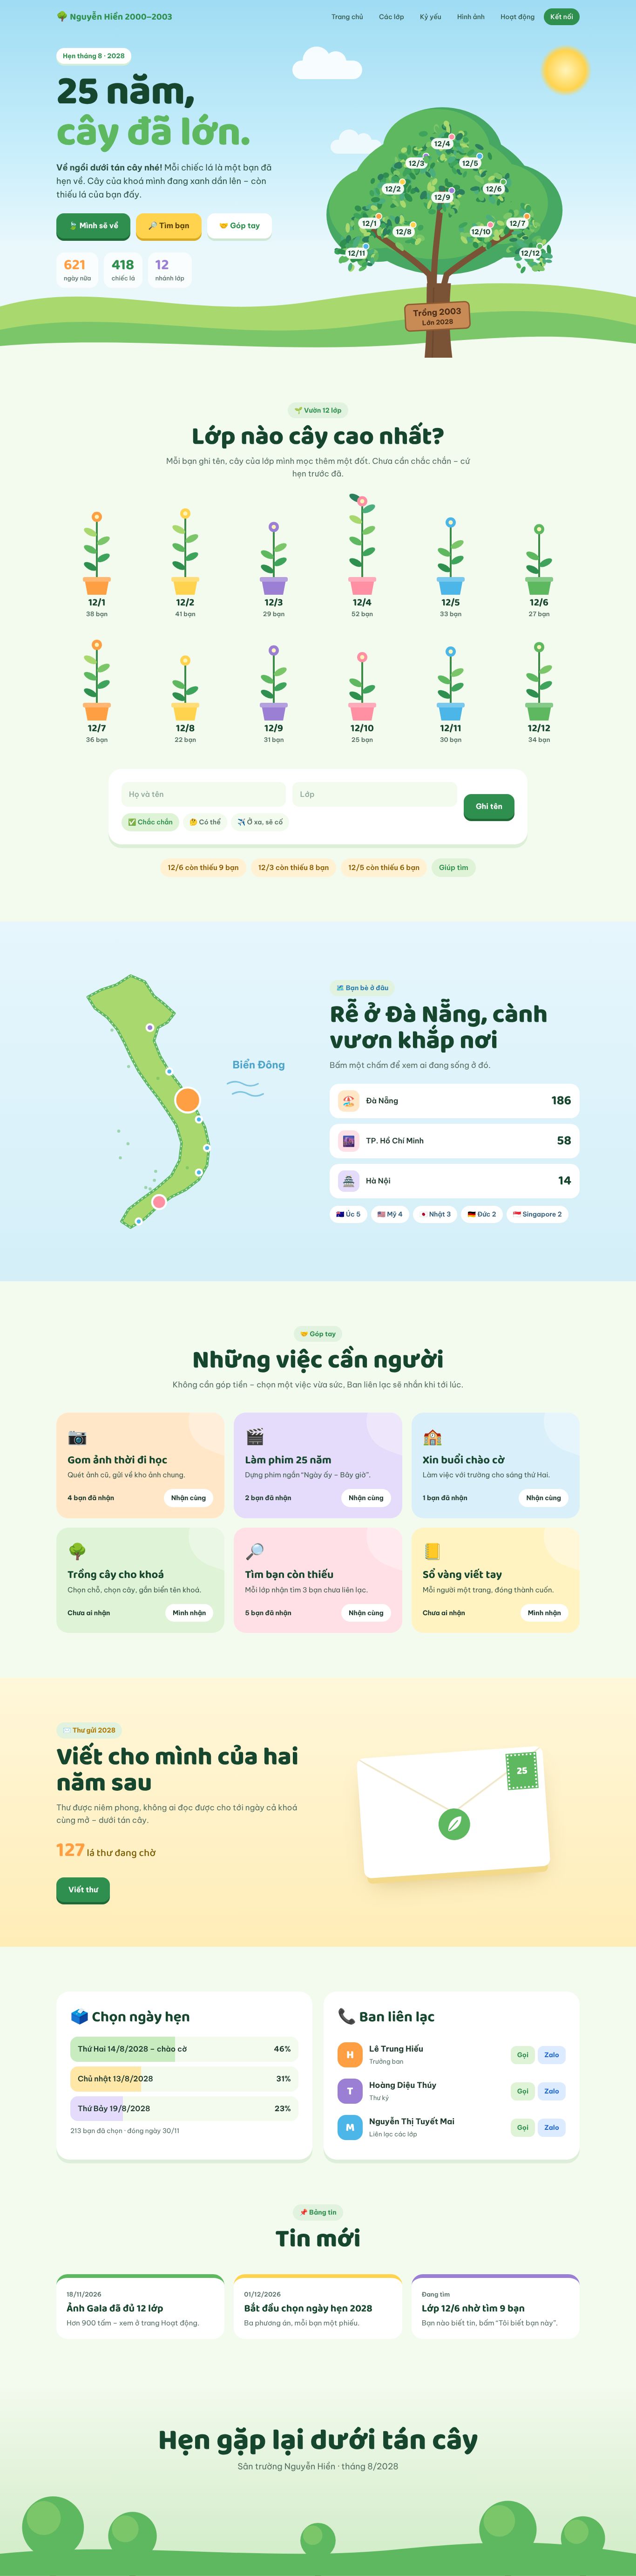 🌳 Nguyễn Hiền 2000–2003
Trang chủ Các lớp Kỷ yếu Hình ảnh Hoạt động Kết nối
Hẹn tháng 8 · 2028
25 năm,
cây đã lớn.
Về ngồi dưới tán cây nhé! Mỗi chiếc lá là một bạn đã
hẹn về. Cây của khoá mình đang xanh dần lên – còn
thiếu lá của bạn đấy.
🍃 Mình sẽ về 🔎 Tìm bạn 🤝 Góp tay
621 418 12
ngày nữa chiếc lá nhánh lớp
12/4
12/3 12/5
12/2 12/6
12/9
12/1 12/7
12/8 12/10
12/11 12/12
Trồng 2003
Lớn 2028
🌱 Vườn 12 lớp
Lớp nào cây cao nhất?
Mỗi bạn ghi tên, cây của lớp mình mọc thêm một đốt. Chưa cần chắc chắn – cứ
hẹn trước đã.
12/1 12/2 12/3 12/4 12/5 12/6
38 bạn 41 bạn 29 bạn 52 bạn 33 bạn 27 bạn
12/7 12/8 12/9 12/10 12/11 12/12
36 bạn 22 bạn 31 bạn 25 bạn 30 bạn 34 bạn
Họ và tên Lớp
Ghi tên
✅ Chắc chắn 🤔 Có thể ✈️ Ở xa, sẽ cố
12/6 còn thiếu 9 bạn 12/3 còn thiếu 8 bạn 12/5 còn thiếu 6 bạn Giúp tìm
🗺️ Bạn bè ở đâu
Rễ ở Đà Nẵng, cành
vươn khắp nơi
Bấm một chấm để xem ai đang sống ở đó.
Biển Đông
Đà Nẵng 186
TP. Hồ Chí Minh 58
Hà Nội 14
🇦🇺 Úc 5 🇺🇸 Mỹ 4 🇯🇵 Nhật 3 🇩🇪 Đức 2 🇸🇬 Singapore 2
🤝 Góp tay
Những việc cần người
Không cần góp tiền – chọn một việc vừa sức, Ban liên lạc sẽ nhắn khi tới lúc.
Gom ảnh thời đi học
Quét ảnh cũ, gửi về kho ảnh chung.
4 bạn đã nhận Nhận cùng
Làm phim 25 năm
Dựng phim ngắn “Ngày ấy – Bây giờ”.
2 bạn đã nhận Nhận cùng
Xin buổi chào cờ
Làm việc với trường cho sáng thứ Hai.
1 bạn đã nhận Nhận cùng
Trồng cây cho khoá
Chọn chỗ, chọn cây, gắn biển tên khoá.
Chưa ai nhận Mình nhận
Tìm bạn còn thiếu
Mỗi lớp nhận tìm 3 bạn chưa liên lạc.
5 bạn đã nhận Nhận cùng
Sổ vàng viết tay
Mỗi người một trang, đóng thành cuốn.
Chưa ai nhận Mình nhận
✉️ Thư gửi 2028
Viết cho mình của hai
năm sau
Thư được niêm phong, không ai đọc được cho tới ngày cả khoá
cùng mở – dưới tán cây.
127 lá thư đang chờ
Viết thư
25
🗳️ Chọn ngày hẹn
Thứ Hai 14/8/2028 – chào cờ 46%
Chủ nhật 13/8/2028 31%
Thứ Bảy 19/8/2028 23%
213 bạn đã chọn · đóng ngày 30/11
📞 Ban liên lạc
H Lê Trung Hiếu Gọi Zalo
Trưởng ban
T Hoàng Diệu Thúy Gọi Zalo
Thư ký
M Nguyễn Thị Tuyết Mai Gọi Zalo
Liên lạc các lớp
📌 Bảng tin
Tin mới
18/11/2026
Ảnh Gala đã đủ 12 lớp
Hơn 900 tấm – xem ở trang Hoạt động.
01/12/2026
Bắt đầu chọn ngày hẹn 2028
Ba phương án, mỗi bạn một phiếu.
Đang tìm
Lớp 12/6 nhờ tìm 9 bạn
Bạn nào biết tin, bấm “Tôi biết bạn này”.
Hẹn gặp lại dưới tán cây
Sân trường Nguyễn Hiền · tháng 8/2028